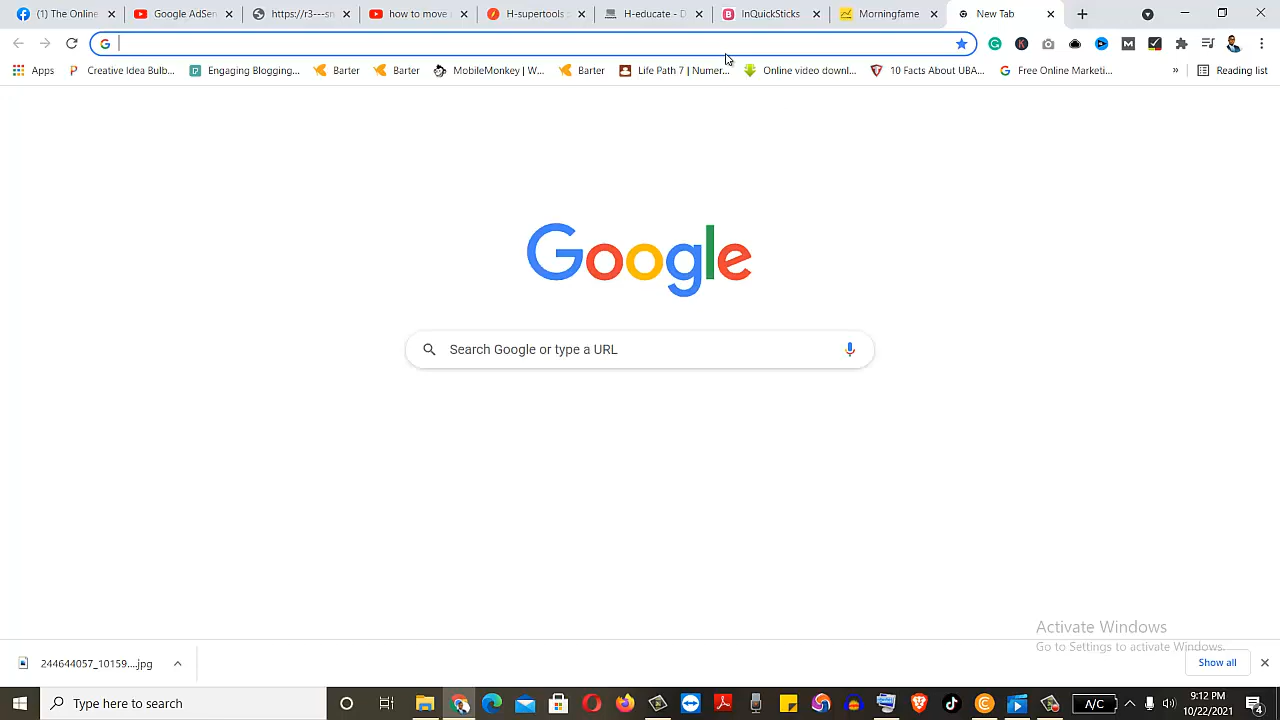 (1) The Online
Google AdSen
https://r3---sn
how to move
H-supertools :
H-educate - D
InQuickSticks
Morningfame
New Tab
Apps
Creative Idea Bulb...
Engaging Blogging...
Barter
Barter
MobileMonkey | W...
Barter
Life Path 7 | Numer...
Online video downl...
10 Facts About UBA...
Free Online Marketi...
»
Reading list
Google
Search Google or type a URL
Activate Windows
Go to Settings to activate Windows.
244644057_10159....jpg
Show all
Type here to search
A/C
9:12 PM
10/22/2021
4